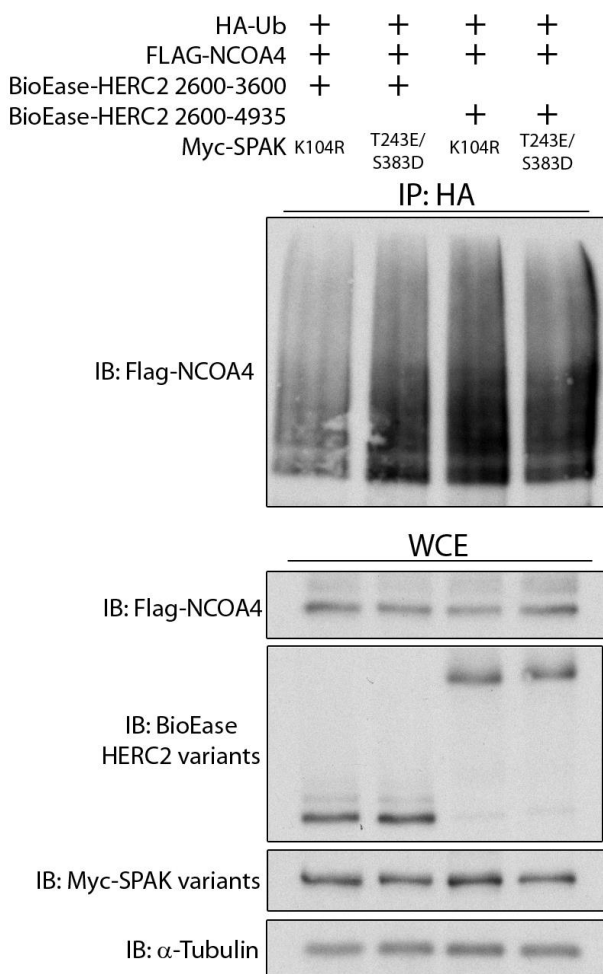 HA-Ub + + + +
FLAG-NCOA4 + + + +
BioEase-HERC2 2600-3600 + +
BioEase-HERC2 2600-4935 + +
Myc-SPAK K104R T243E/S383D K104R T243E/S383D
IP: HA
IB: Flag-NCOA4
WCE
IB: Flag-NCOA4
IB: BioEase
HERC2 variants
IB: Myc-SPAK variants
IB: α-Tubulin